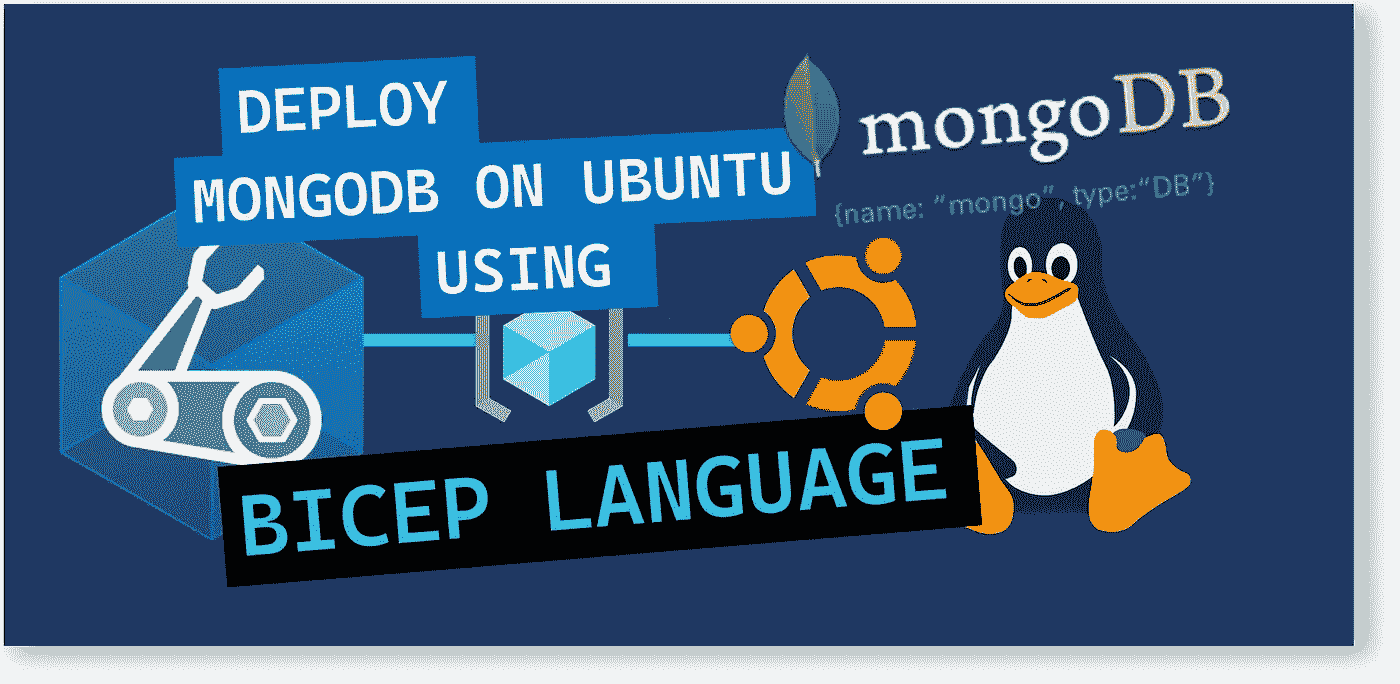 DEPLOY
MONGODB ON UBUNTU
USING
BICEP LANGUAGE
mongoDB
{name: “mongo”, type:“DB”}